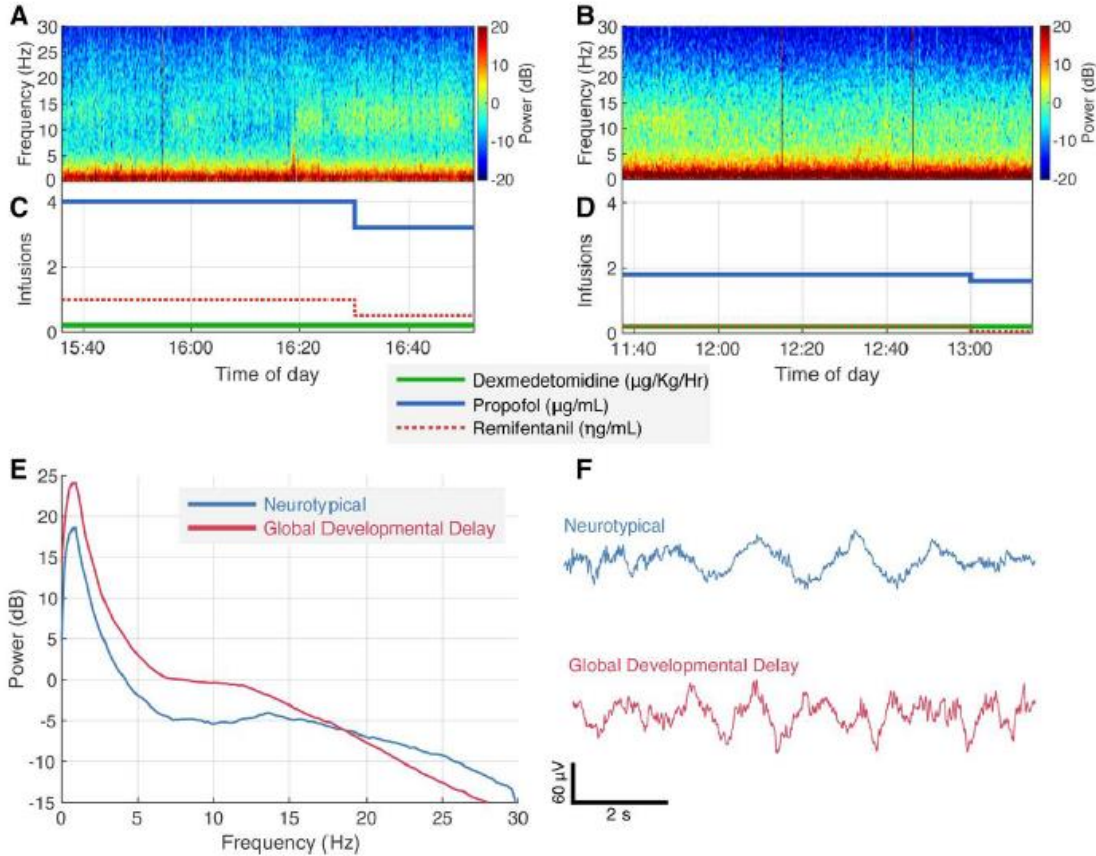 A
30
25
20
15
10
5
0
Frequency (Hz)
20
10
0
-10
-20
Power (dB)
B
30
25
20
15
10
5
0
Frequency (Hz)
20
10
0
-10
-20
Power (dB)
C
4
2
0
Infusions
15:40 16:00 16:20 16:40
Time of day
D
4
2
0
Infusions
11:40 12:00 12:20 12:40 13:00
Time of day
Dexmedetomidine (μg/Kg/Hr)
Propofol (μg/mL)
Remifentanil (ηg/mL)
E
25
20
15
10
5
0
-5
-10
-15
Power (dB)
Neurotypical
Global Developmental Delay
0 5 10 15 20 25 30
Frequency (Hz)
F
Neurotypical
Global Developmental Delay
60 μV
2 s